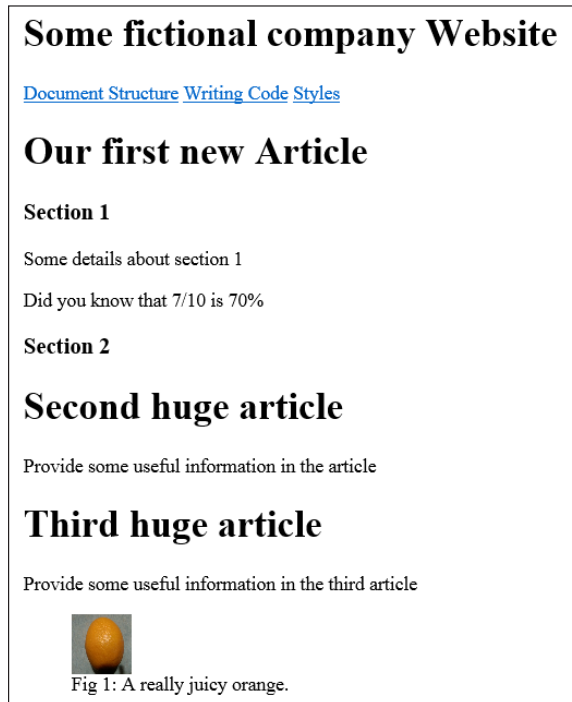 Some fictional company Website
Document Structure Writing Code Styles
Our first new Article
Section 1
Some details about section 1
Did you know that 7/10 is 70%
Section 2
Second huge article
Provide some useful information in the article
Third huge article
Provide some useful information in the third article
Fig 1: A really juicy orange.